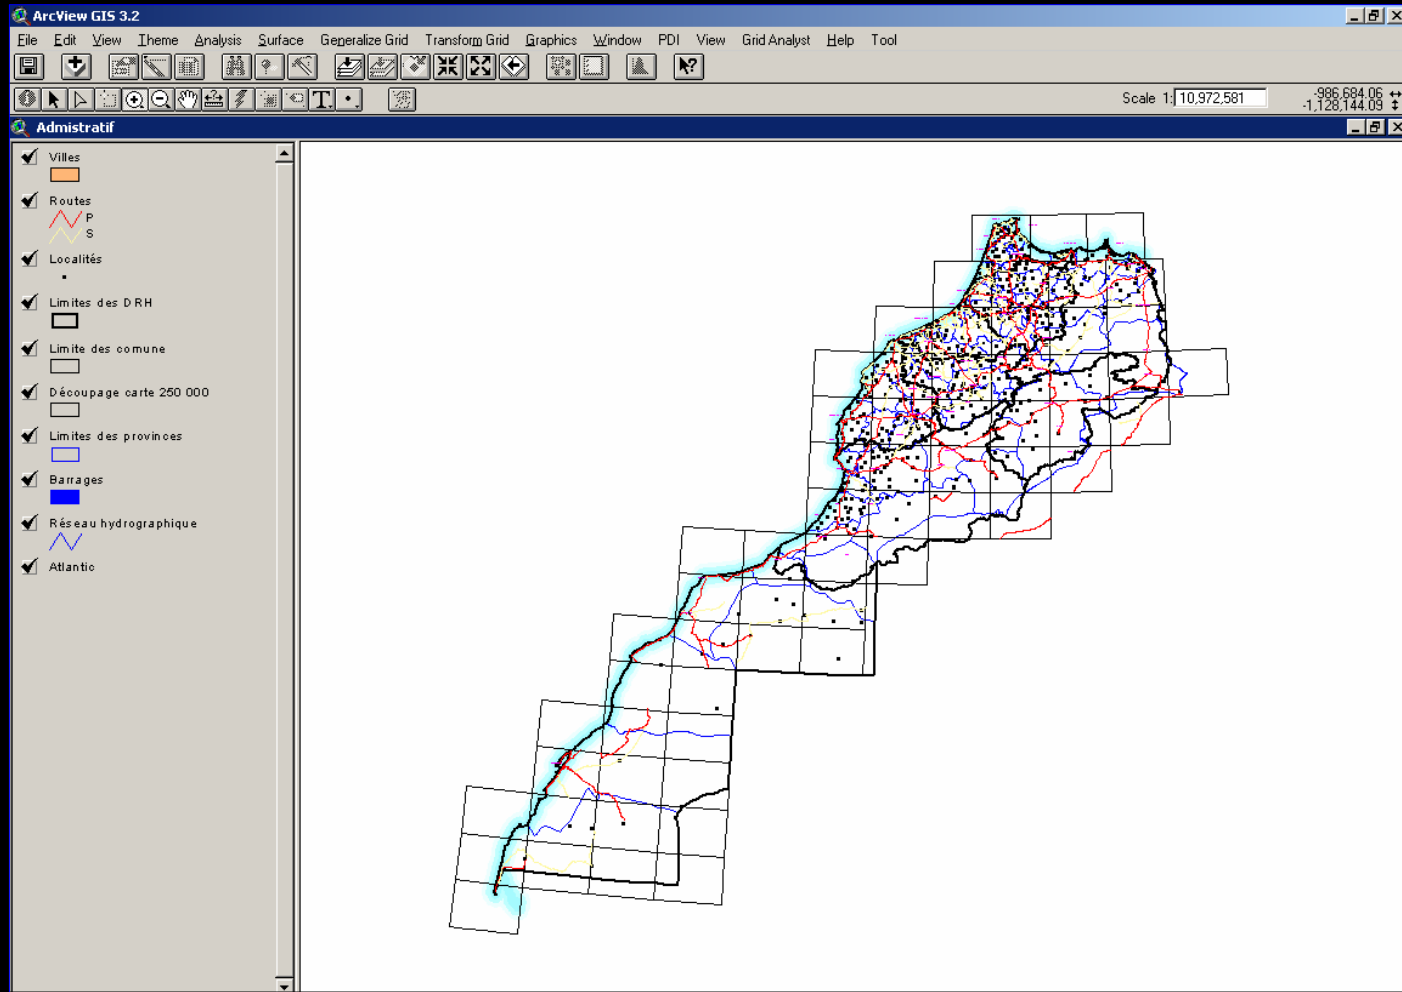 ArcView GIS 3.2
File Edit View Theme Analysis Surface Generalize Grid Transform Grid Graphics Window PDI View Grid Analyst Help Tool
Scale 1: 10,972,581
-986,684.06
-1,128,144.09
Admistratif
Villes
Routes
P
S
Localités
Limites des DRH
Limite des comune
Découpage carte 250 000
Limites des provinces
Barrages
Réseau hydrographique
Atlantic